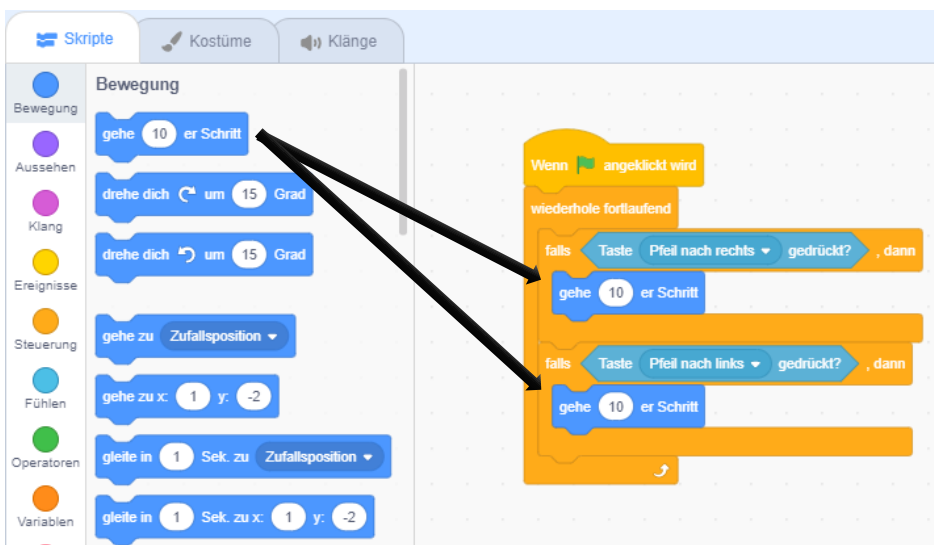 Skripte
Kostüme
Klänge
Bewegung
Aussehen
Klang
Ereignisse
Steuerung
Fühlen
Operatoren
Variablen
Bewegung
gehe 10 er Schritt
drehe dich um 15 Grad
drehe dich um 15 Grad
gehe zu Zufallsposition
gehe zu x: 1 y: -2
gleite in 1 Sek. zu Zufallsposition
gleite in 1 Sek. zu x: 1 y: -2
Wenn angeklickt wird
wiederhole fortlaufend
falls Taste Pfeil nach rechts gedrückt? , dann
gehe 10 er Schritt
falls Taste Pfeil nach links gedrückt? , dann
gehe 10 er Schritt